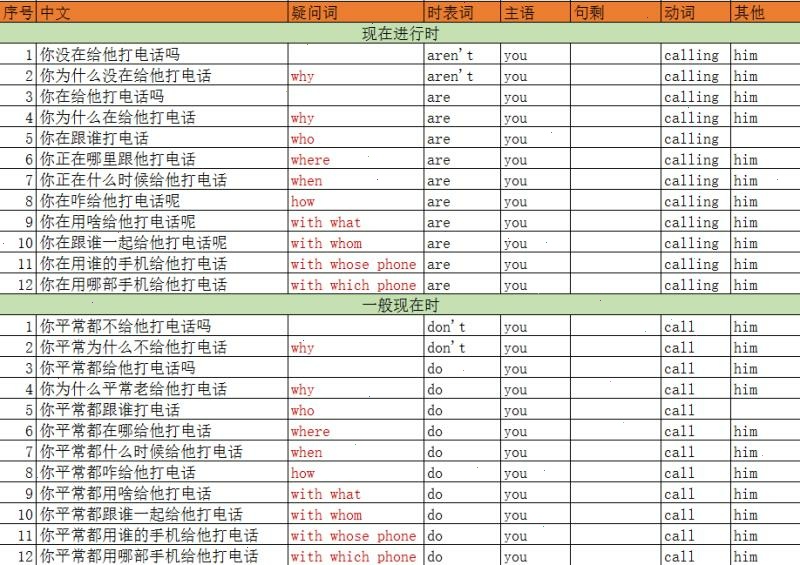 序号 中文 疑问词 时表词 主语 句剩 动词 其他
现在进行时
1 你没在给他打电话吗 aren't you calling him
2 你为什么没在给他打电话 why aren't you calling him
3 你在给他打电话吗 are you calling him
4 你为什么在给他打电话 why are you calling him
5 你在跟谁打电话 who are you calling
6 你正在哪里跟他打电话 where are you calling him
7 你正在什么时候给他打电话 when are you calling him
8 你在咋给他打电话呢 how are you calling him
9 你在用啥给他打电话呢 with what are you calling him
10 你在跟谁一起给他打电话呢 with whom are you calling him
11 你在用谁的手机给他打电话 with whose phone are you calling him
12 你在用哪部手机给他打电话 with which phone are you calling him
一般现在时
1 你平常都不给他打电话吗 don't you call him
2 你平常为什么不给他打电话 why don't you call him
3 你平常都给他打电话吗 do you call him
4 你为什么平常老给他打电话 why do you call him
5 你平常都跟谁打电话 who do you call
6 你平常都在哪给他打电话 where do you call him
7 你平常都什么时候给他打电话 when do you call him
8 你平常都咋给他打电话 how do you call him
9 你平常都用啥给他打电话 with what do you call him
10 你平常都跟谁一起给他打电话 with whom do you call him
11 你平常都用谁的手机给他打电话 with whose phone do you call him
12 你平常都用哪部手机给他打电话 with which phone do you call him